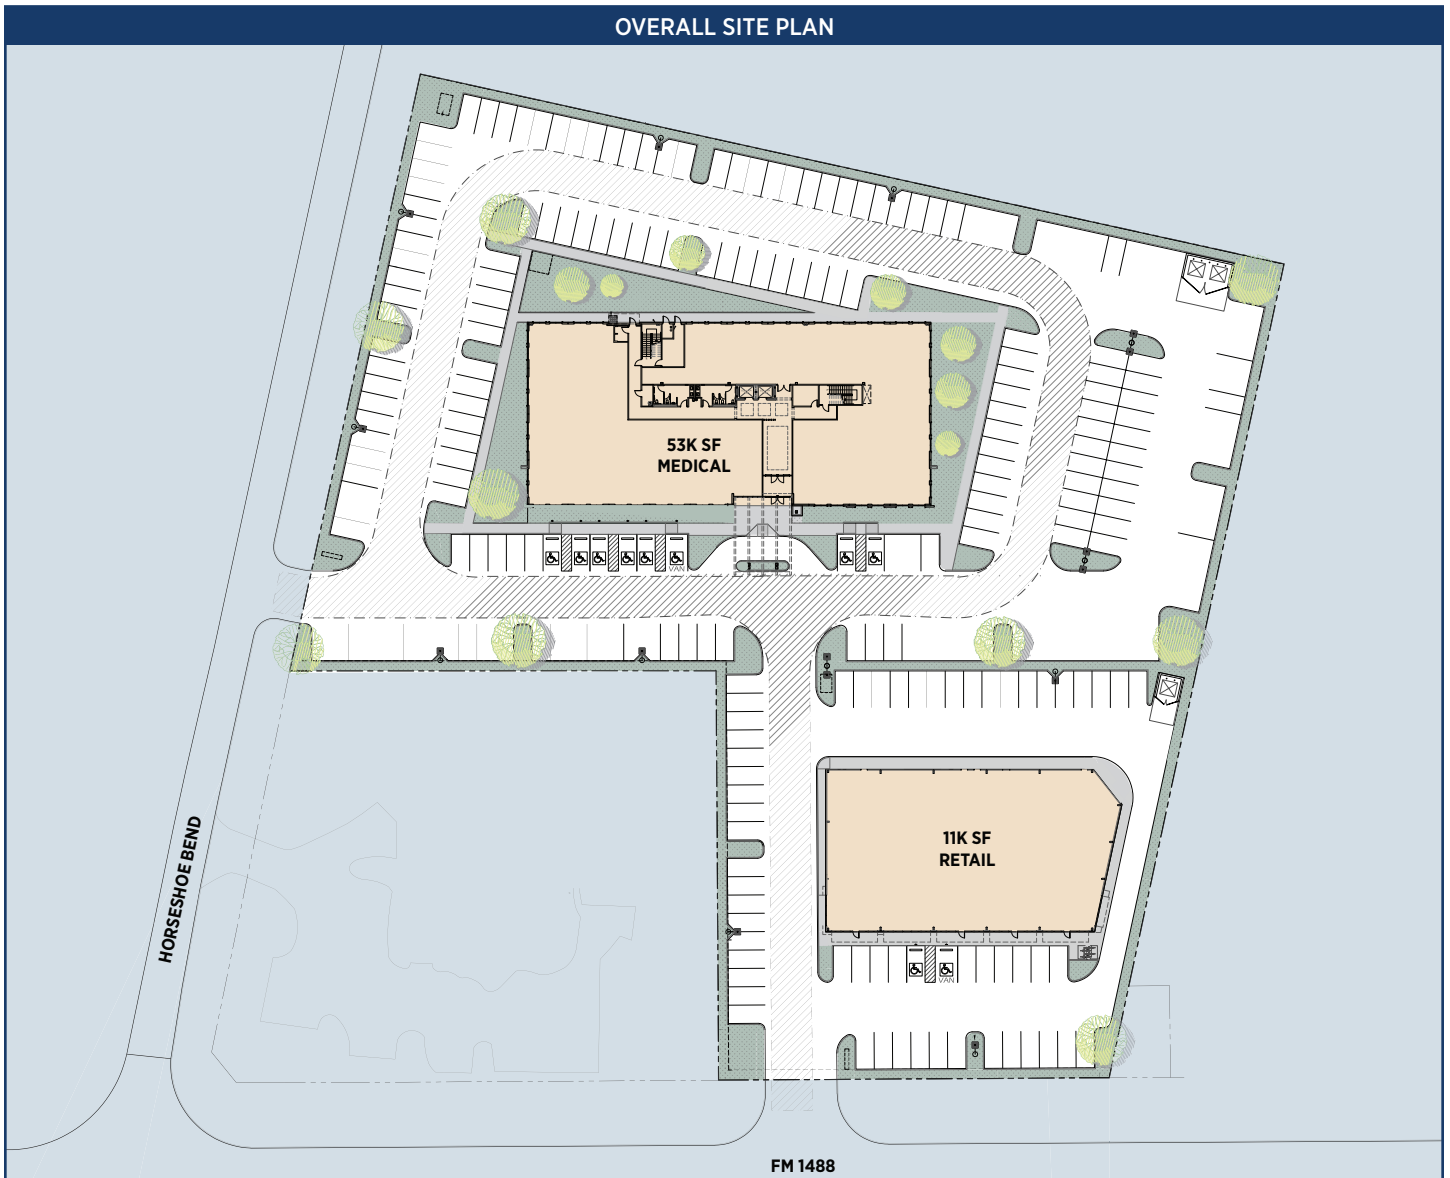 OVERALL SITE PLAN
53K SF
MEDICAL
VAN
11K SF
RETAIL
VAN
HORSESHOE BEND
FM 1488